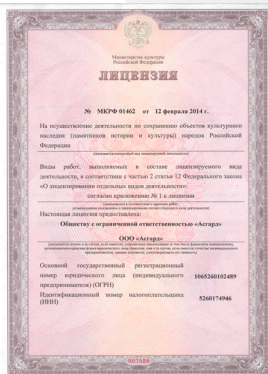 Министерство культуры
Российской Федерации
ЛИЦЕНЗИЯ
№ МКРФ 01462 от 12 февраля 2014 г.
На осуществление деятельности по сохранению объектов культурного
наследия (памятников истории и культуры) народов Российской
Федерации
Виды работ, выполняемых в составе лицензируемого вида
деятельности, в соответствии с частью 2 статьи 12 Федерального закона
«О лицензировании отдельных видов деятельности»:
согласно приложению № 1 к лицензии
Настоящая лицензия предоставлена:
Обществу с ограниченной ответственностью «Асгард»
ООО «Асгард»
Основной государственный регистрационный
номер юридического лица (индивидуального 1065260102489
предпринимателя) (ОГРН)
Идентификационный номер налогоплательщика 5260174946
(ИНН)